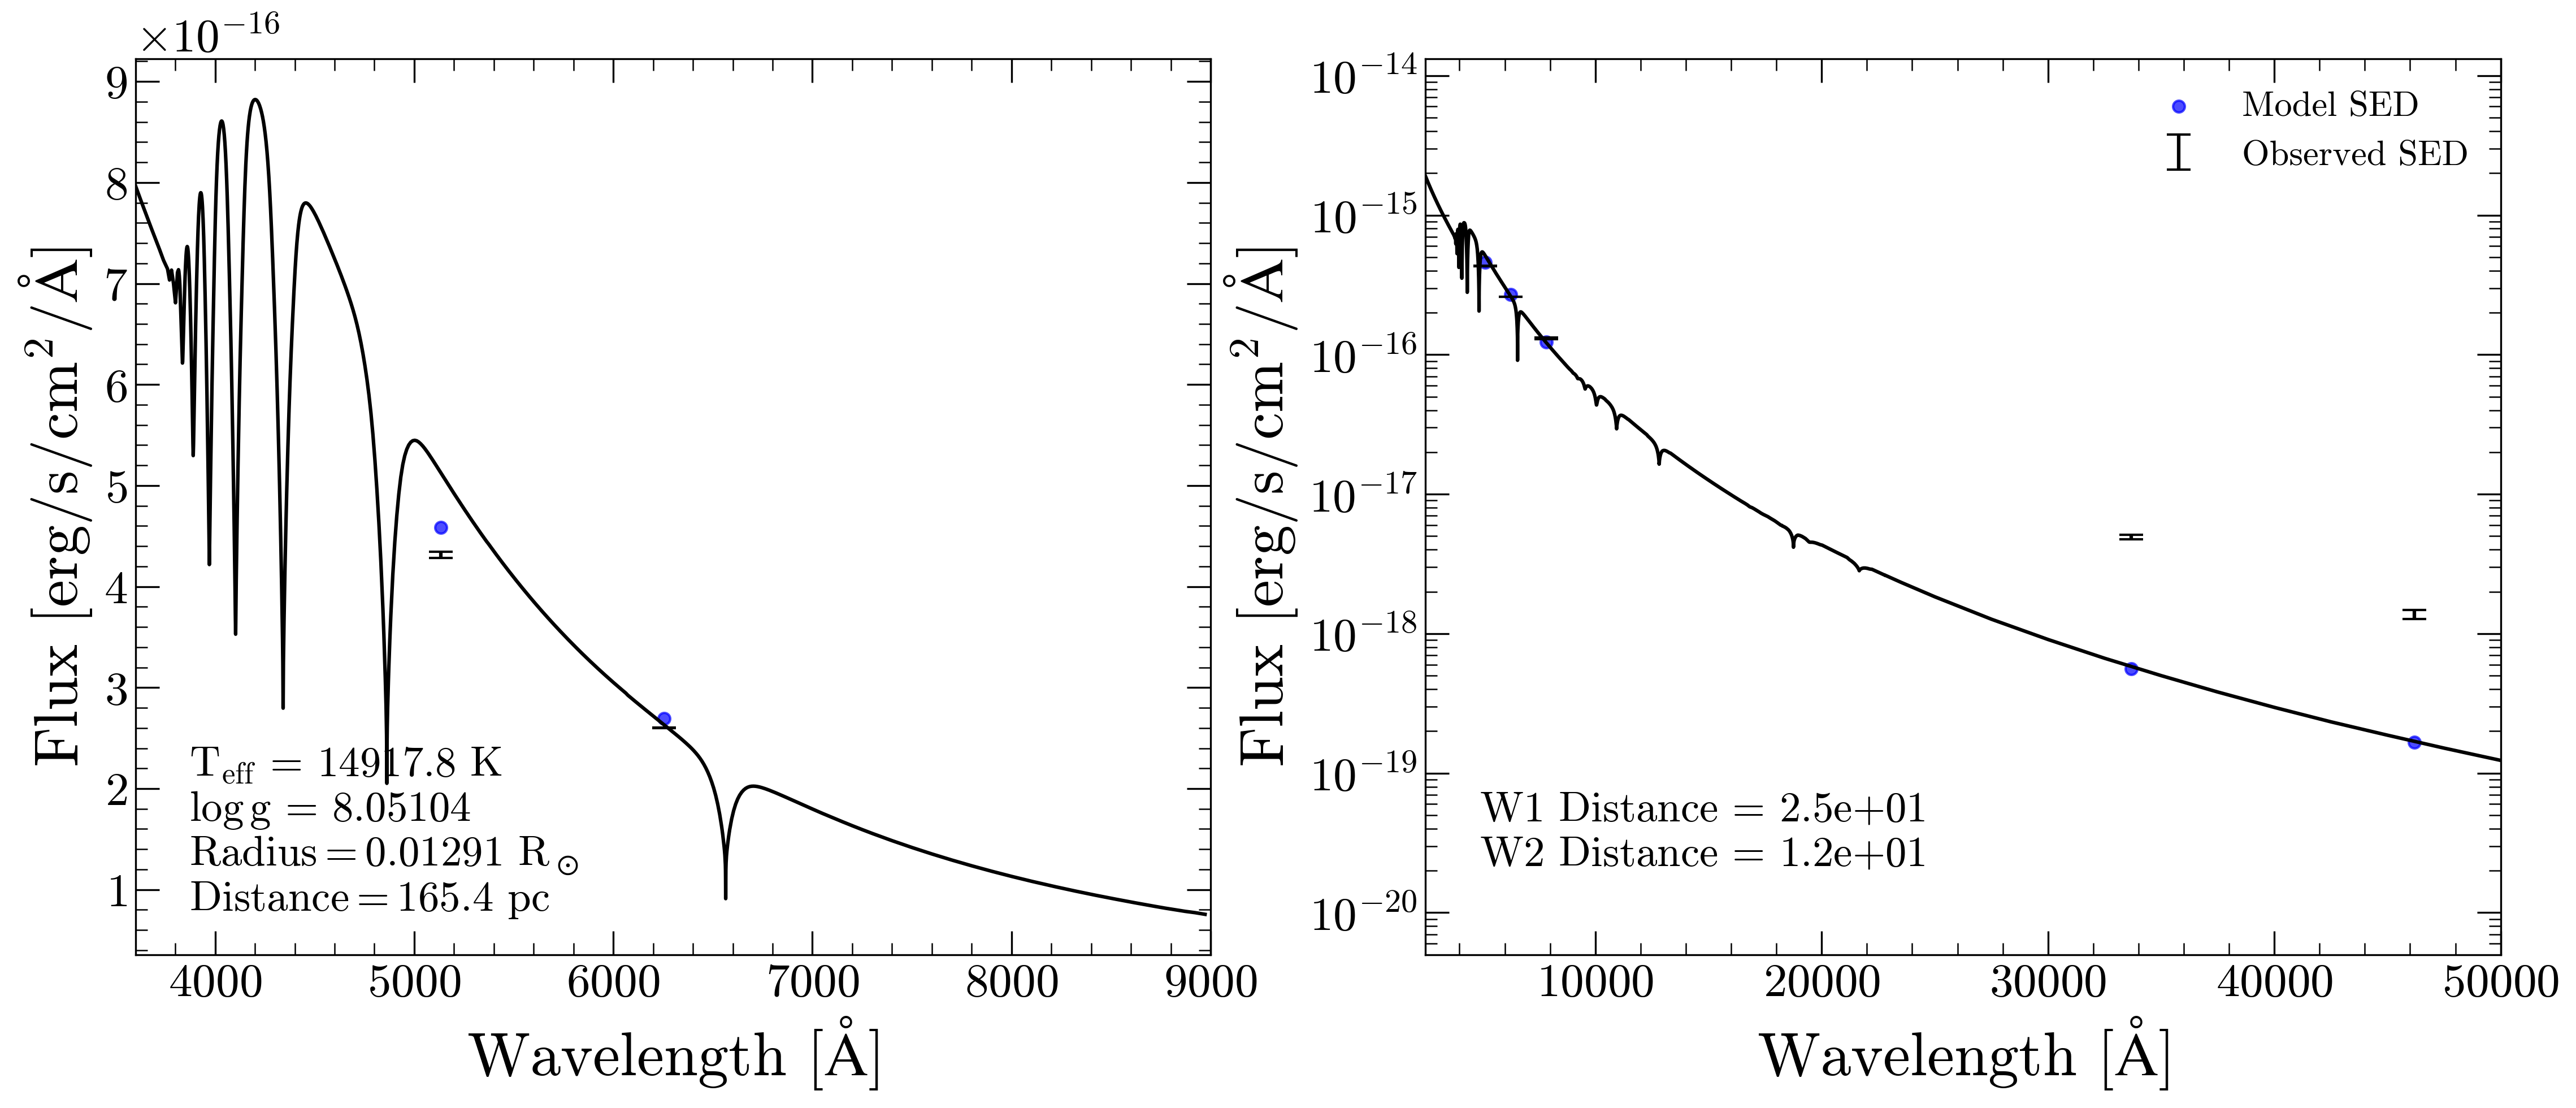 ×10⁻¹⁶
9
8
7
6
5
4
3
2
1
Flux [erg/s/cm²/Å]
T_eff = 14917.8 K
log g = 8.05104
Radius = 0.01291 R_⊙
Distance = 165.4 pc
4000 5000 6000 7000 8000 9000
Wavelength [Å]
10⁻¹⁴
10⁻¹⁵
10⁻¹⁶
10⁻¹⁷
10⁻¹⁸
10⁻¹⁹
10⁻²⁰
Flux [erg/s/cm²/Å]
Model SED
Observed SED
W1 Distance = 2.5e+01
W2 Distance = 1.2e+01
10000 20000 30000 40000 50000
Wavelength [Å]